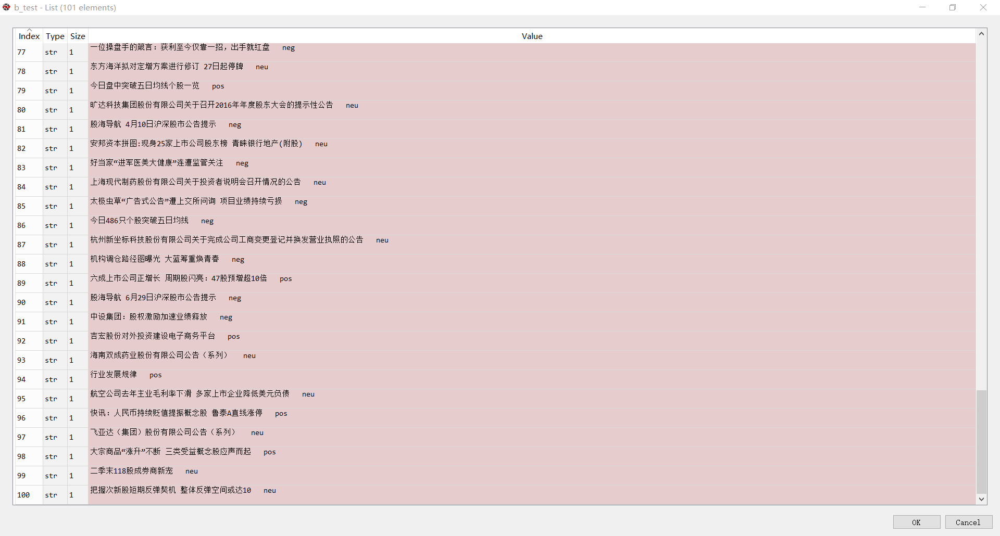 b_test - List (101 elements)
Index Type Size Value
77 str 1 一位操盘手的箴言：获利至今仅靠一招，出手就红盘 neg
78 str 1 东方海洋拟对定增方案进行修订 27日起停牌 neu
79 str 1 今日盘中突破五日均线个股一览 pos
80 str 1 旷达科技集团股份有限公司关于召开2016年年度股东大会的提示性公告 neu
81 str 1 股海导航 4月10日沪深股市公告提示 neg
82 str 1 安邦资本拼图:现身25家上市公司股东榜 青睐银行地产(附股) neu
83 str 1 好当家“进军医美大健康”连遭监管关注 neg
84 str 1 上海现代制药股份有限公司关于投资者说明会召开情况的公告 neu
85 str 1 太极虫草“广告式公告”遭上交所问询 项目业绩持续亏损 neg
86 str 1 今日486只个股突破五日均线 neg
87 str 1 杭州新坐标科技股份有限公司关于完成公司工商变更登记并换发营业执照的公告 neu
88 str 1 机构调仓路径图曝光 大蓝筹重焕青春 neg
89 str 1 六成上市公司正增长 周期股闪亮：47股预增超10倍 pos
90 str 1 股海导航 6月29日沪深股市公告提示 neg
91 str 1 中设集团：股权激励加速业绩释放 neg
92 str 1 吉宏股份对外投资建设电子商务平台 pos
93 str 1 海南双成药业股份有限公司公告（系列） neu
94 str 1 行业发展规律 pos
95 str 1 航空公司去年主业毛利率下滑 多家上市企业降低美元负债 neu
96 str 1 快讯：人民币持续贬值提振概念股 鲁泰A直线涨停 pos
97 str 1 飞亚达（集团）股份有限公司公告（系列） neu
98 str 1 大宗商品“涨升”不断 三类受益概念股应声而起 pos
99 str 1 二季末118股成券商新宠 neu
100 str 1 把握次新股短期反弹契机 整体反弹空间或达10 neu
OK Cancel